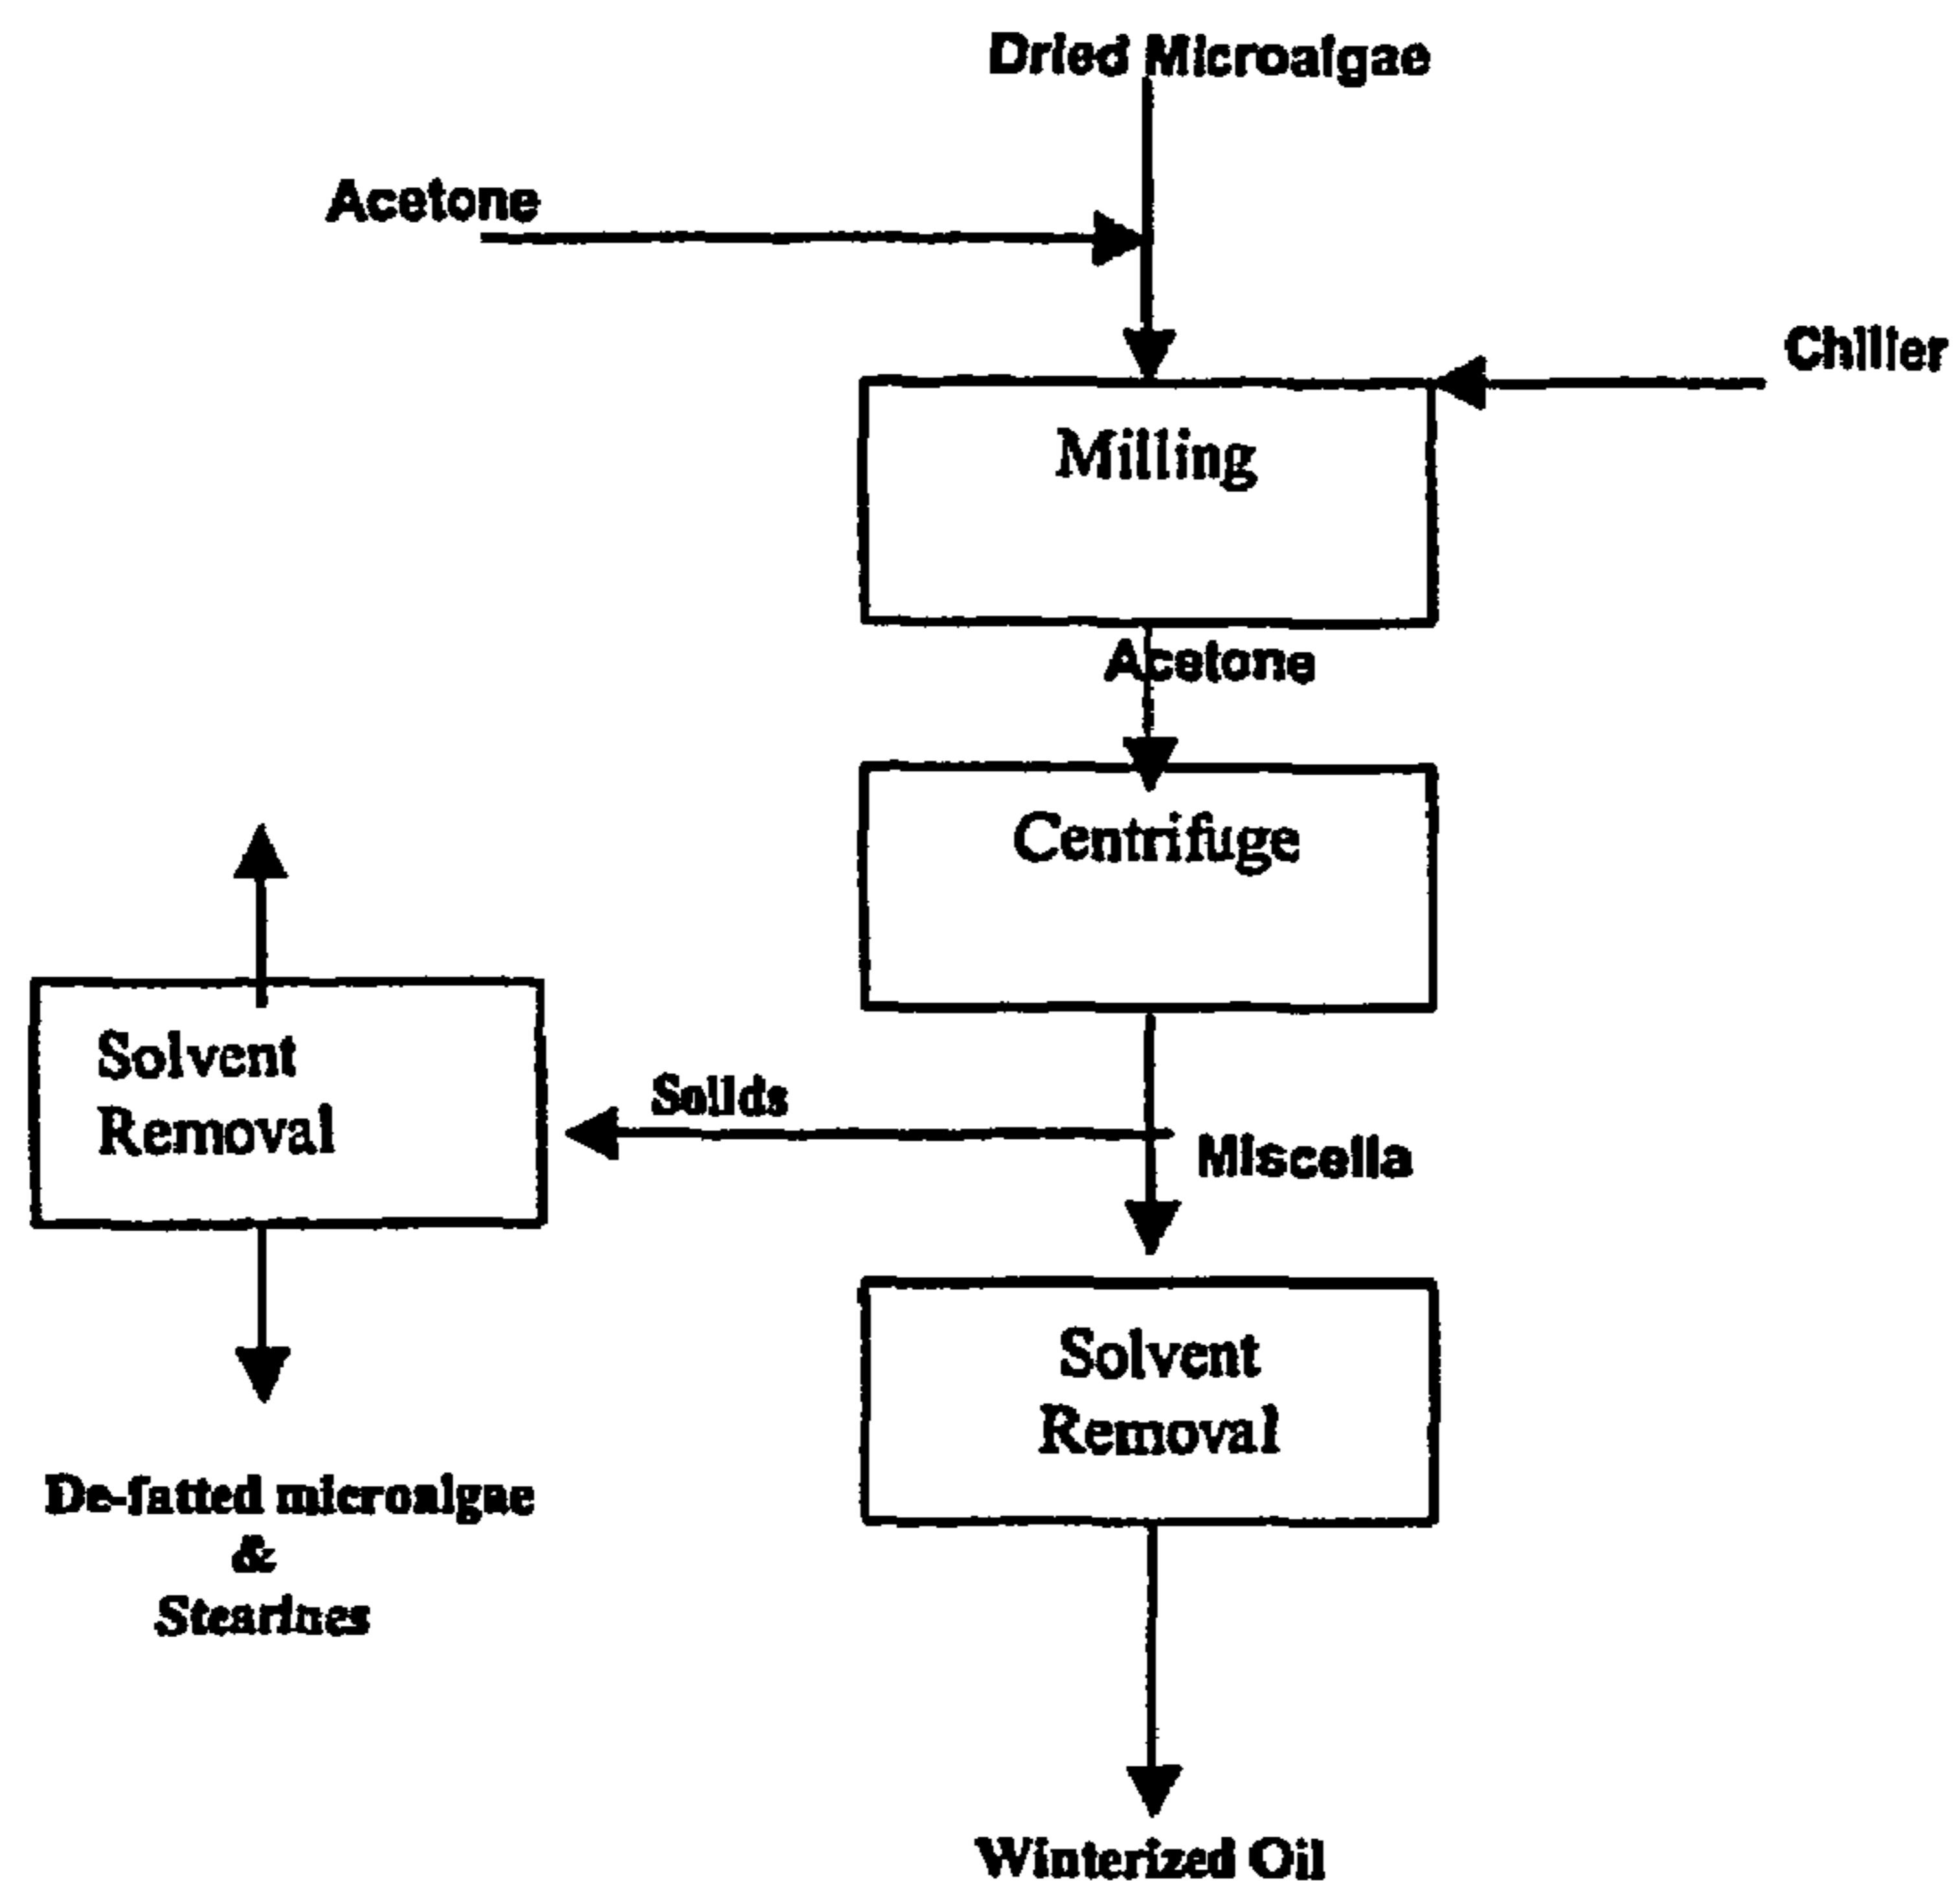 Dried Microalgae
Acetone
Chiller
Milling
Acetone
Centrifuge
Solvent
Removal
Solids
Miscella
Solvent
Removal
De-fatted microalgae
&
Stearines
Winterized Oil